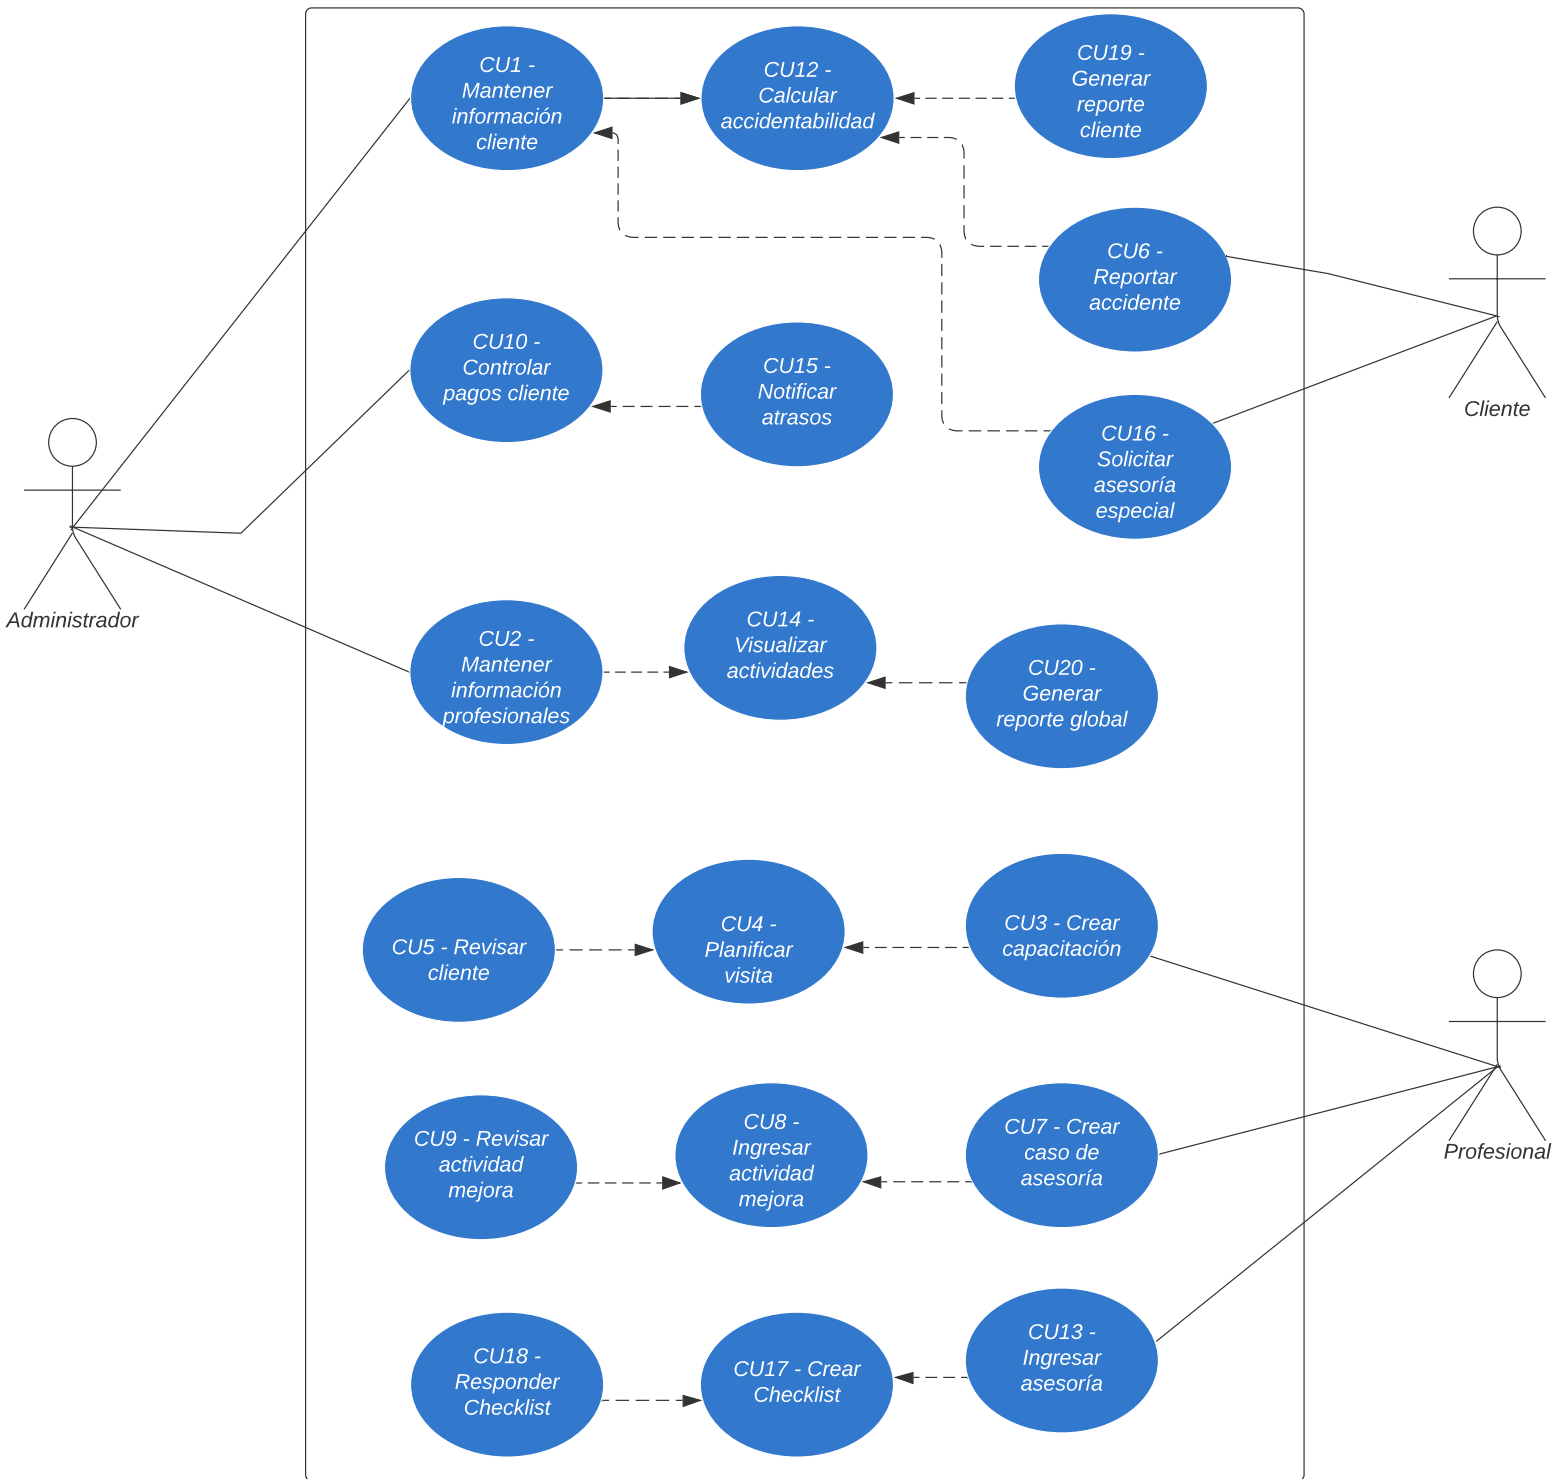 CU1 -
Mantener
información
cliente
CU12 -
Calcular
accidentabilidad
CU19 -
Generar
reporte
cliente
CU6 -
Reportar
accidente
Cliente
CU10 -
Controlar
pagos cliente
CU15 -
Notificar
atrasos
CU16 -
Solicitar
asesoría
especial
Administrador
CU2 -
Mantener
información
profesionales
CU14 -
Visualizar
actividades
CU20 -
Generar
reporte global
CU5 - Revisar
cliente
CU4 -
Planificar
visita
CU3 - Crear
capacitación
Profesional
CU9 - Revisar
actividad
mejora
CU8 -
Ingresar
actividad
mejora
CU7 - Crear
caso de
asesoría
CU18 -
Responder
Checklist
CU17 - Crear
Checklist
CU13 -
Ingresar
asesoría